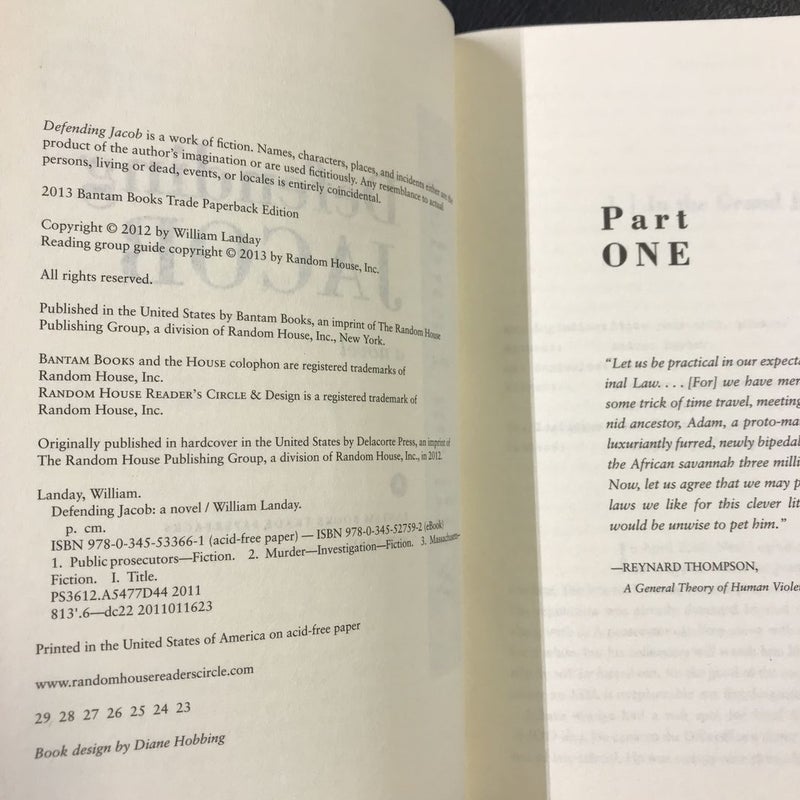 Defending Jacob is a work of fiction. Names, characters, places, and incidents either are the
product of the author's imagination or are used fictitiously. Any resemblance to actual
persons, living or dead, events, or locales is entirely coincidental.
2013 Bantam Books Trade Paperback Edition
Copyright © 2012 by William Landay
Reading group guide copyright © 2013 by Random House, Inc.
All rights reserved.
Published in the United States by Bantam Books, an imprint of The Random House
Publishing Group, a division of Random House, Inc., New York.
BANTAM BOOKS and the HOUSE colophon are registered trademarks of
Random House, Inc.
RANDOM HOUSE READER'S CIRCLE & Design is a registered trademark of
Random House, Inc.
Originally published in hardcover in the United States by Delacorte Press, an imprint of
The Random House Publishing Group, a division of Random House, Inc., in 2012.
Landay, William.
Defending Jacob: a novel / William Landay.
p. cm.
ISBN 978-0-345-53366-1 (acid-free paper) — ISBN 978-0-345-52759-2 (eBook)
1. Public prosecutors—Fiction. 2. Murder—Investigation—Fiction. 3. Massachusetts—
Fiction. I. Title.
PS3612.A5477D44 2011
813'.6—dc22 2011011623
Printed in the United States of America on acid-free paper
www.randomhousereaderscircle.com
29 28 27 26 25 24 23
Book design by Diane Hobbing
Part
ONE
"Let us be practical in our expecta
inal Law. . . . [For] we have mer
some trick of time travel, meeting
nid ancestor, Adam, a proto-ma
luxuriantly furred, newly bipedal
the African savannah three milli
Now, let us agree that we may p
laws we like for this clever lit
would be unwise to pet him."
—REYNARD THOMPSON,
A General Theory of Human Viole